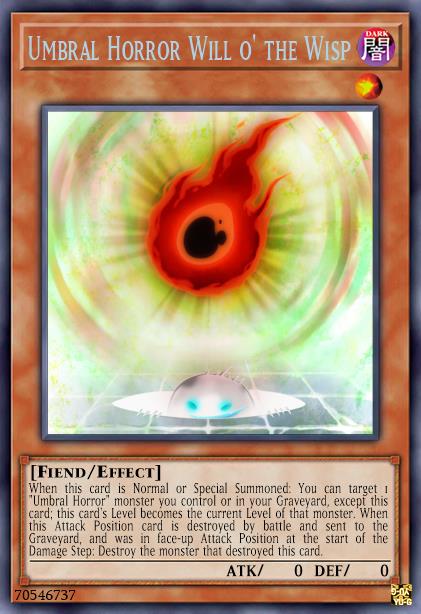 UMBRAL HORROR WILL O' THE WISP
DARK
闇
[FIEND/EFFECT]
When this card is Normal or Special Summoned: You can target 1
"Umbral Horror" monster you control or in your Graveyard, except this
card; this card's Level becomes the current Level of that monster. When
this Attack Position card is destroyed by battle and sent to the
Graveyard, and was in face-up Attack Position at the start of the
Damage Step: Destroy the monster that destroyed this card.
ATK/ 0 DEF/ 0
70546737